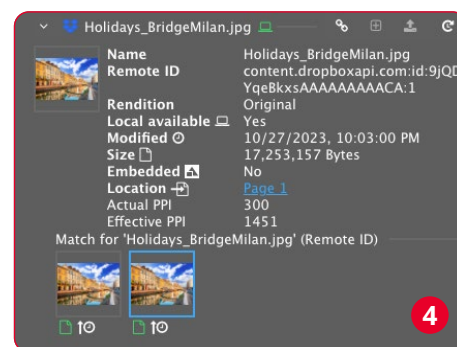 Holidays_BridgeMilan.jpg
Name Holidays_BridgeMilan.jpg
Remote ID content.dropboxapi.com:id:9jQD
YqeBkxsAAAAAAAAACA:1
Rendition Original
Local available Yes
Modified 10/27/2023, 10:03:00 PM
Size 17,253,157 Bytes
Embedded No
Location Page 1
Actual PPI 300
Effective PPI 1451
Match for 'Holidays_BridgeMilan.jpg' (Remote ID)
4